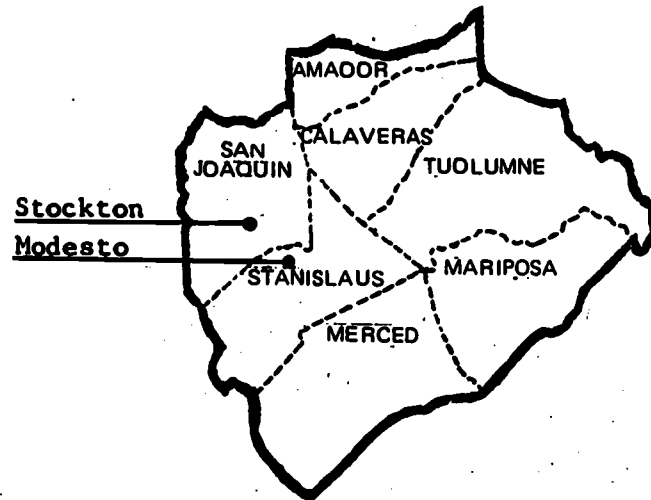 AMADOR
CALAVERAS
SAN
JOAQUIN
TUOLUMNE
Stockton
Modesto
STANISLAUS
MARIPOSA
MERCED